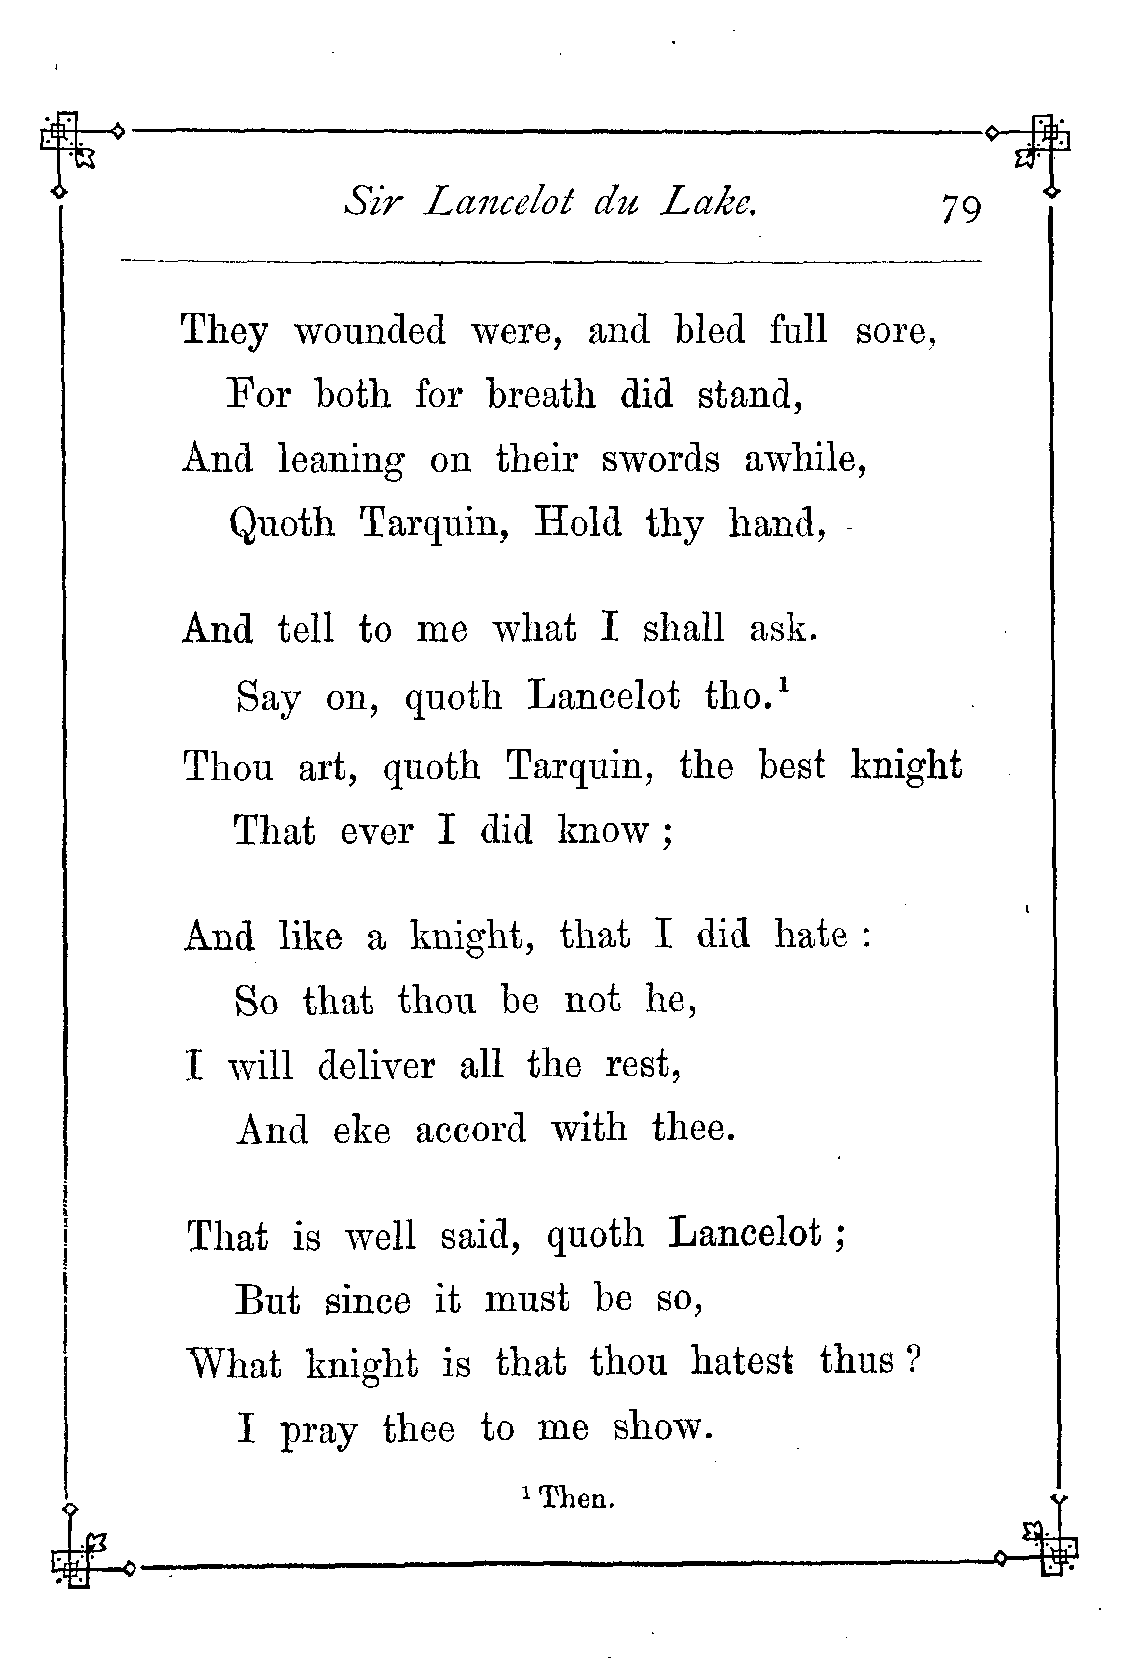 Sir Lancelot du Lake. 79
They wounded were, and bled full sore,
For both for breath did stand,
And leaning on their swords awhile,
Quoth Tarquin, Hold thy hand,
And tell to me what I shall ask.
Say on, quoth Lancelot tho.¹
Thou art, quoth Tarquin, the best knight
That ever I did know ;
And like a knight, that I did hate :
So that thou be not he,
I will deliver all the rest,
And eke accord with thee.
That is well said, quoth Lancelot ;
But since it must be so,
What knight is that thou hatest thus ?
I pray thee to me show.
¹ Then.